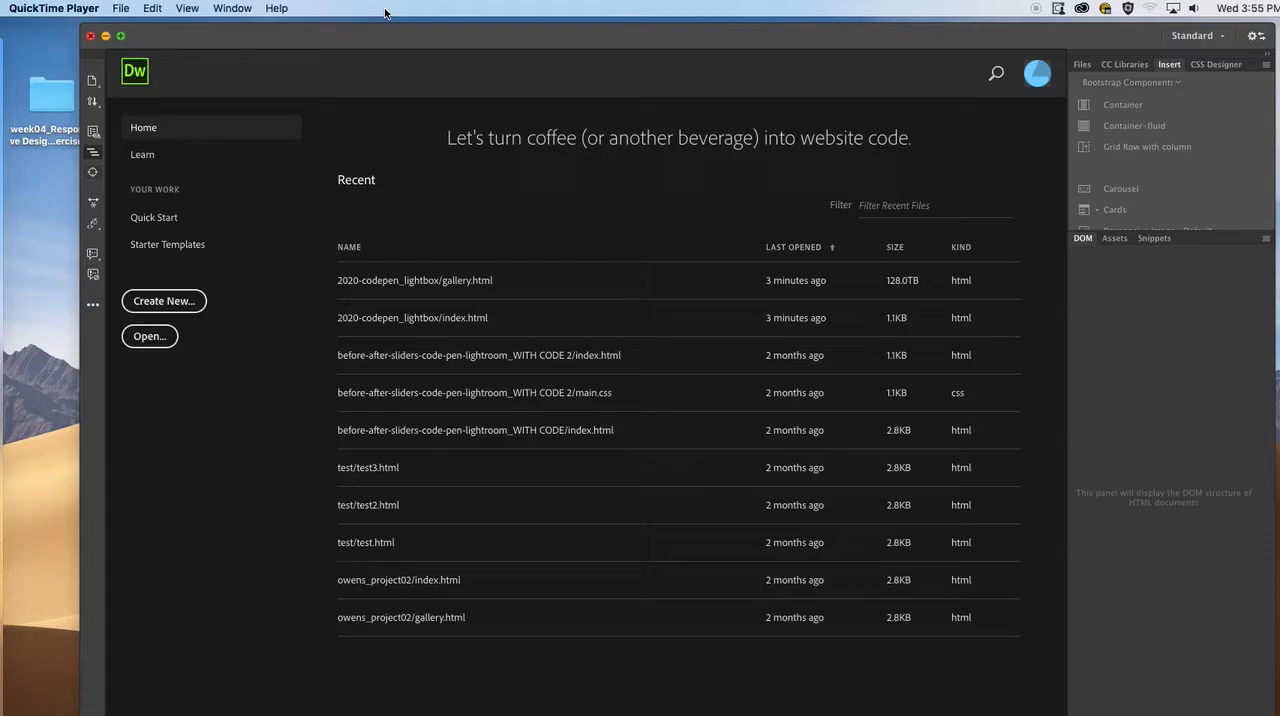 QuickTime Player File Edit View Window Help Wed 3:55 PM
Standard
Dw
Files CC Libraries Insert CSS Designer
Bootstrap Components
Container
Container-fluid
Grid Row with column
Carousel
Cards
DOM Assets Snippets
This panel will display the DOM structure of
HTML documents
week04_Respo
ve Desig...ercis
Home
Learn
YOUR WORK
Quick Start
Starter Templates
Create New...
Open...
Let's turn coffee (or another beverage) into website code.
Recent
Filter Filter Recent Files
NAME LAST OPENED SIZE KIND
2020-codepen_lightbox/gallery.html 3 minutes ago 128.0TB html
2020-codepen_lightbox/index.html 3 minutes ago 1.1KB html
before-after-sliders-code-pen-lightroom_WITH CODE 2/index.html 2 months ago 1.1KB html
before-after-sliders-code-pen-lightroom_WITH CODE 2/main.css 2 months ago 1.1KB css
before-after-sliders-code-pen-lightroom_WITH CODE/index.html 2 months ago 2.8KB html
test/test3.html 2 months ago 2.8KB html
test/test2.html 2 months ago 2.8KB html
test/test.html 2 months ago 2.8KB html
owens_project02/index.html 2 months ago 2.8KB html
owens_project02/gallery.html 2 months ago 2.8KB html